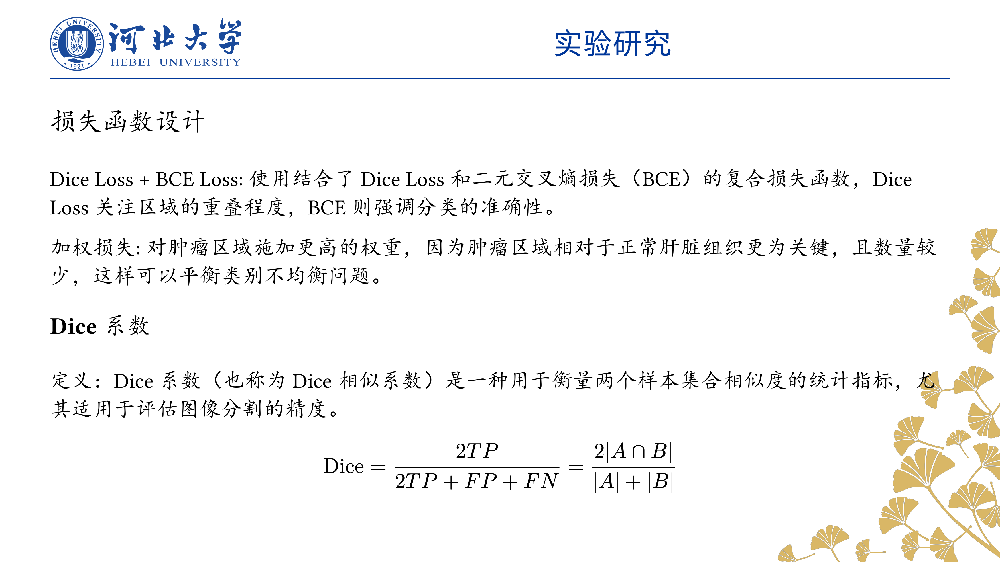 HEBEI UNIVERSITY
1921
河北大学
HEBEI UNIVERSITY
实验研究
损失函数设计
Dice Loss + BCE Loss: 使用结合了 Dice Loss 和二元交叉熵损失（BCE）的复合损失函数，Dice
Loss 关注区域的重叠程度，BCE 则强调分类的准确性。
加权损失: 对肿瘤区域施加更高的权重，因为肿瘤区域相对于正常肝脏组织更为关键，且数量较
少，这样可以平衡类别不均衡问题。
Dice 系数
定义：Dice 系数（也称为 Dice 相似系数）是一种用于衡量两个样本集合相似度的统计指标，尤
其适用于评估图像分割的精度。
Dice = \frac{2TP}{2TP + FP + FN} = \frac{2|A ∩ B|}{|A| + |B|}